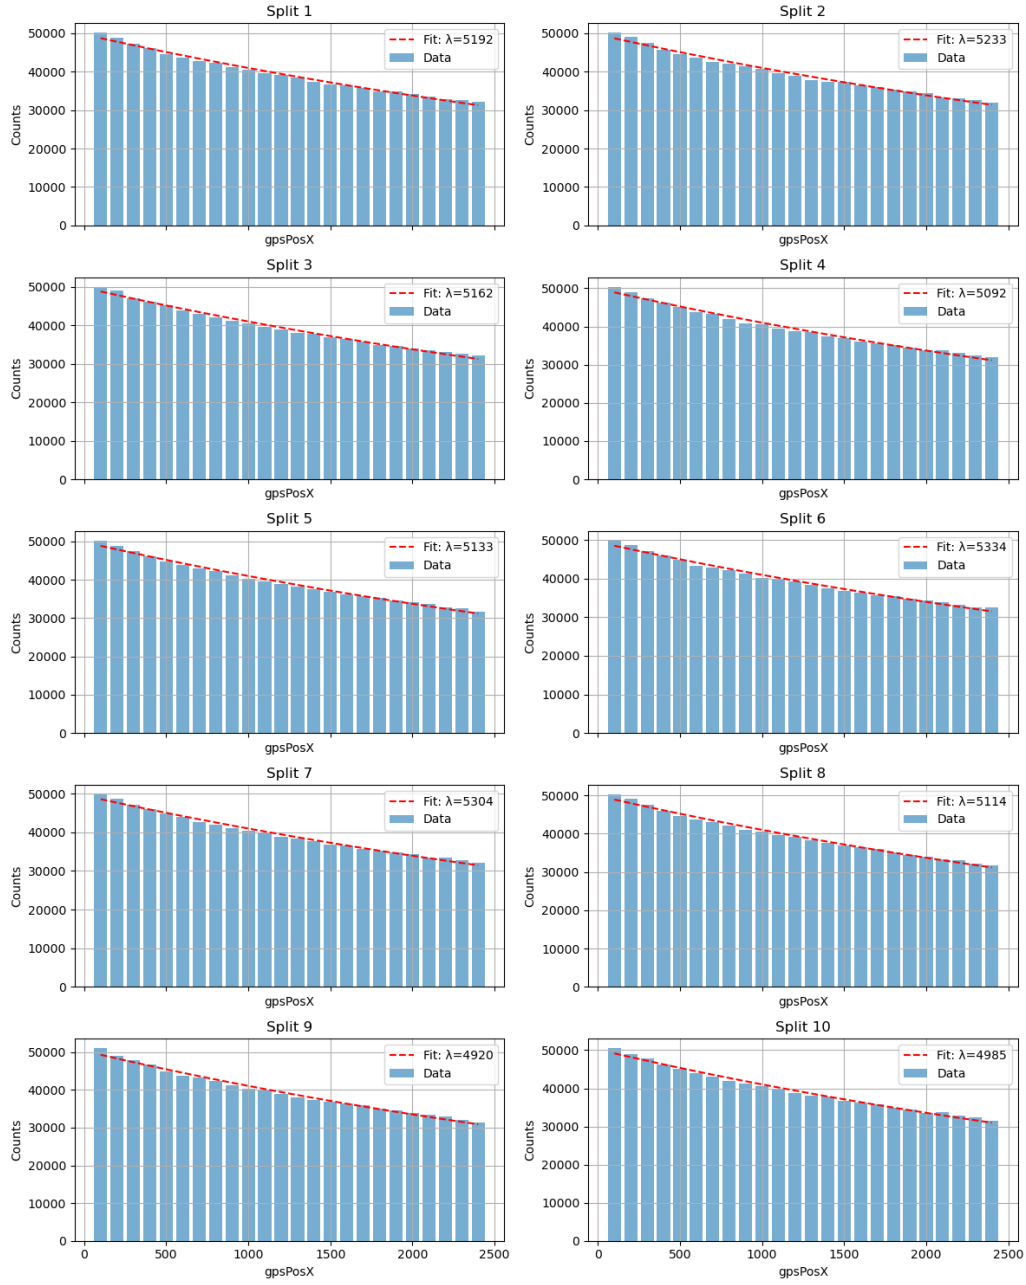 Split 1
50000
40000
30000
20000
10000
0
Counts
Fit: λ=5192
Data
gpsPosX
Split 2
50000
40000
30000
20000
10000
0
Counts
Fit: λ=5233
Data
gpsPosX
Split 3
50000
40000
30000
20000
10000
0
Counts
Fit: λ=5162
Data
gpsPosX
Split 4
50000
40000
30000
20000
10000
0
Counts
Fit: λ=5092
Data
gpsPosX
Split 5
50000
40000
30000
20000
10000
0
Counts
Fit: λ=5133
Data
gpsPosX
Split 6
50000
40000
30000
20000
10000
0
Counts
Fit: λ=5334
Data
gpsPosX
Split 7
50000
40000
30000
20000
10000
0
Counts
Fit: λ=5304
Data
gpsPosX
Split 8
50000
40000
30000
20000
10000
0
Counts
Fit: λ=5114
Data
gpsPosX
Split 9
50000
40000
30000
20000
10000
0
Counts
Fit: λ=4920
Data
0 500 1000 1500 2000 2500
gpsPosX
Split 10
50000
40000
30000
20000
10000
0
Counts
Fit: λ=4985
Data
0 500 1000 1500 2000 2500
gpsPosX